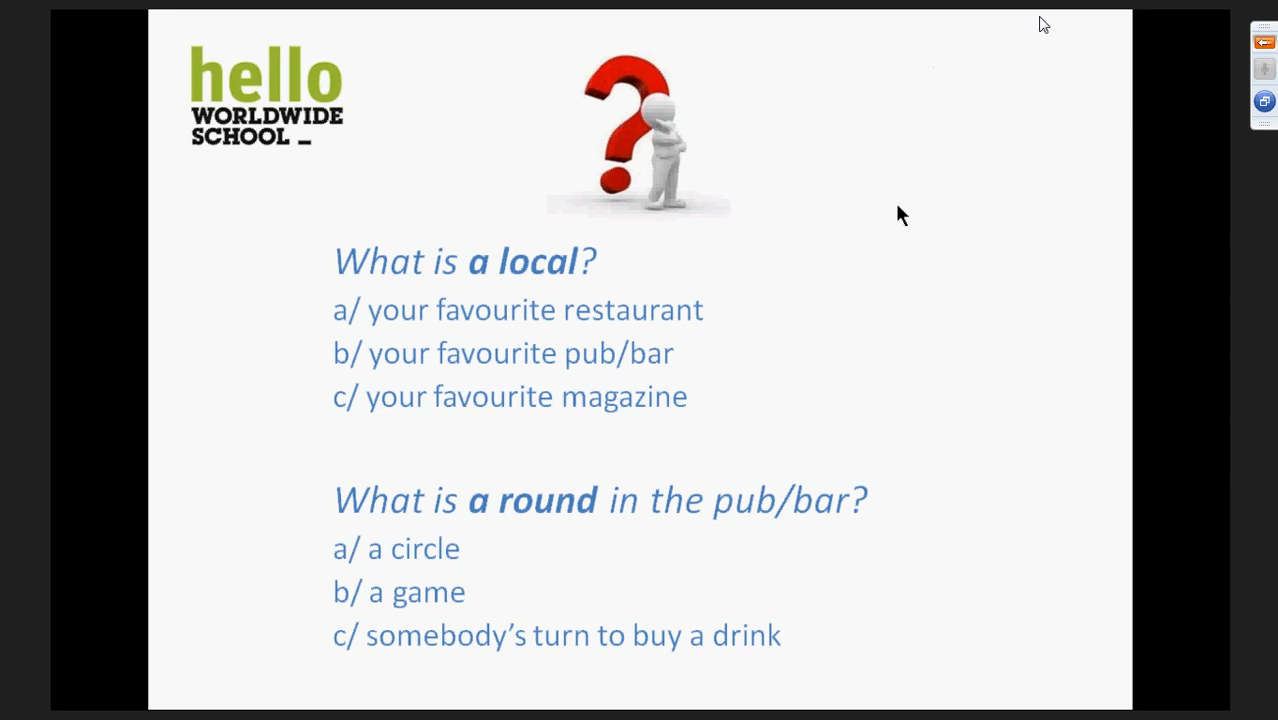 hello
WORLDWIDE
SCHOOL _
What is a local?
a/ your favourite restaurant
b/ your favourite pub/bar
c/ your favourite magazine
What is a round in the pub/bar?
a/ a circle
b/ a game
c/ somebody’s turn to buy a drink